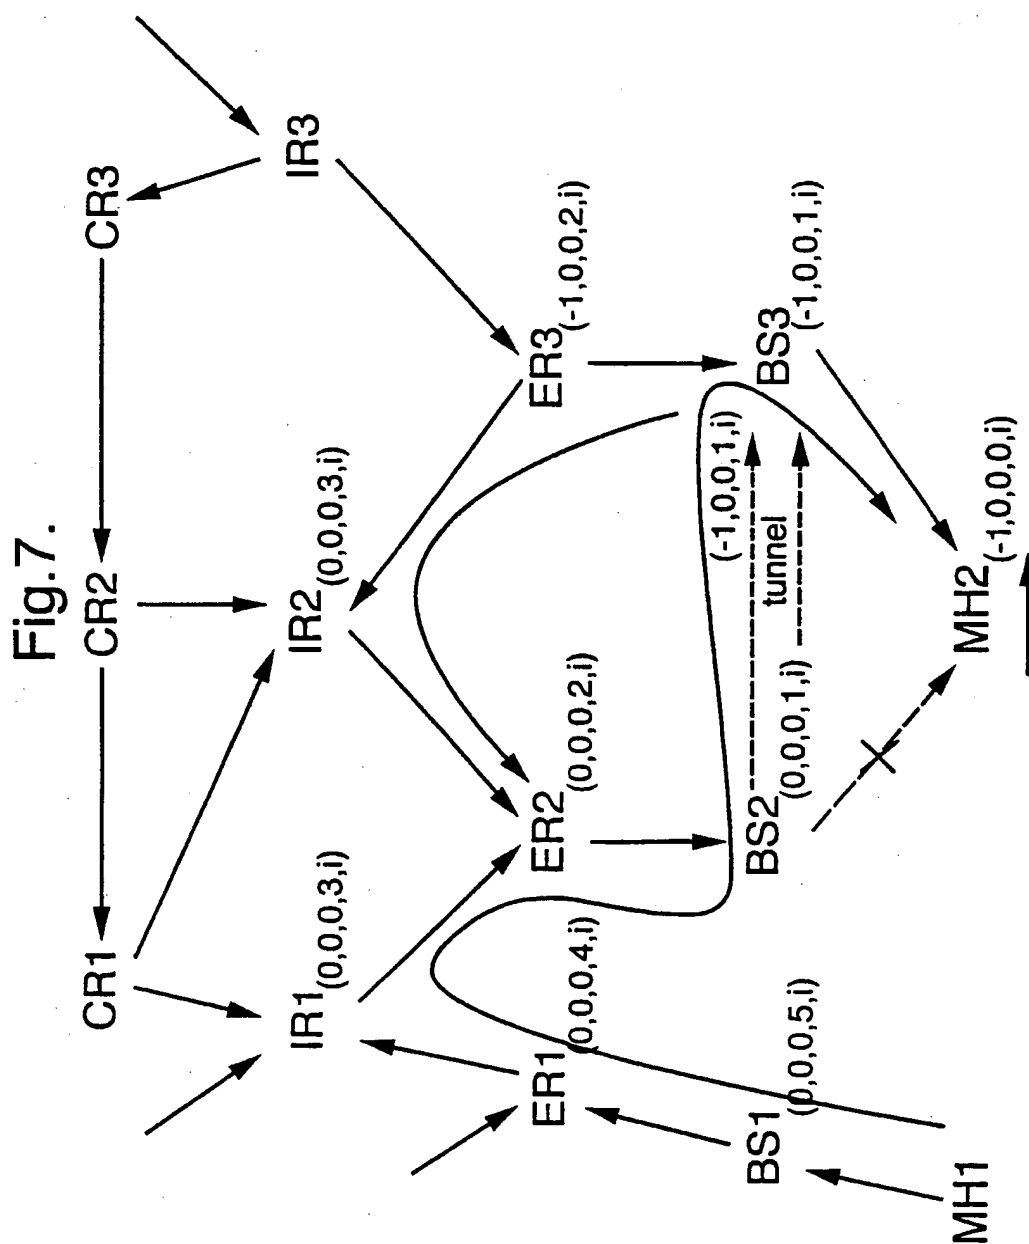 Fig.7.
CR1
CR2
CR3
IR1 (0,0,0,3,i)
IR2 (0,0,0,3,i)
IR3
ER1 (0,0,0,4,i)
ER2 (0,0,0,2,i)
ER3 (-1,0,0,2,i)
(-1,0,0,1,i)
tunnel
BS1 (0,0,0,5,i)
BS2 (0,0,0,1,i)
BS3 (-1,0,0,1,i)
MH1
MH2 (-1,0,0,0,i)